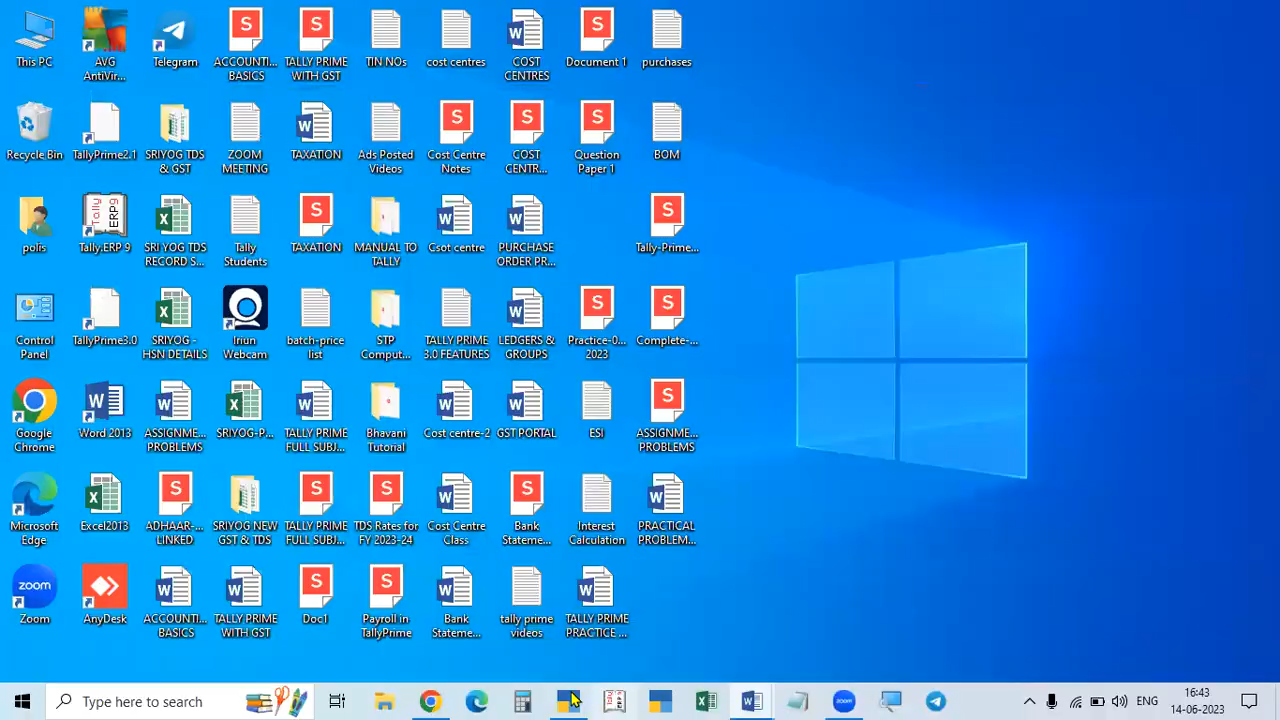 This PC
AVG
AntiVir...
Telegram
ACCOUNTI...
BASICS
TALLY PRIME
WITH GST
TIN NOs
cost centres
COST
CENTRES
Document 1
purchases
Recycle Bin
TallyPrime2.1
SRIYOG TDS
& GST
ZOOM
MEETING
TAXATION
Ads Posted
Videos
Cost Centre
Notes
COST
CENTR...
Question
Paper 1
BOM
polis
Tally.ERP 9
SRI YOG TDS
RECORD S...
Tally
Students
TAXATION
MANUAL TO
TALLY
Csot centre
PURCHASE
ORDER PR...
Tally-Prime...
Control
Panel
TallyPrime3.0
SRIYOG -
HSN DETAILS
Iriun
Webcam
batch-price
list
STP
Comput...
TALLY PRIME
3.0 FEATURES
LEDGERS &
GROUPS
Practice-0...
2023
Complete-...
Google
Chrome
Word 2013
ASSIGNME...
PROBLEMS
SRIYOG-P...
TALLY PRIME
FULL SUBJ...
Bhavani
Tutorial
Cost centre-2
GST PORTAL
ESI
ASSIGNME...
PROBLEMS
Microsoft
Edge
Excel2013
ADHAAR-...
LINKED
SRIYOG NEW
GST & TDS
TALLY PRIME
FULL SUBJ...
TDS Rates for
FY 2023-24
Cost Centre
Class
Bank
Stateme...
Interest
Calculation
PRACTICAL
PROBLEM...
zoom
Zoom
AnyDesk
ACCOUNTI...
BASICS
TALLY PRIME
WITH GST
Doc1
Payroll in
TallyPrime
Bank
Stateme...
tally prime
videos
TALLY PRIME
PRACTICE ...
Type here to search
ENG
16:43
14-06-2023